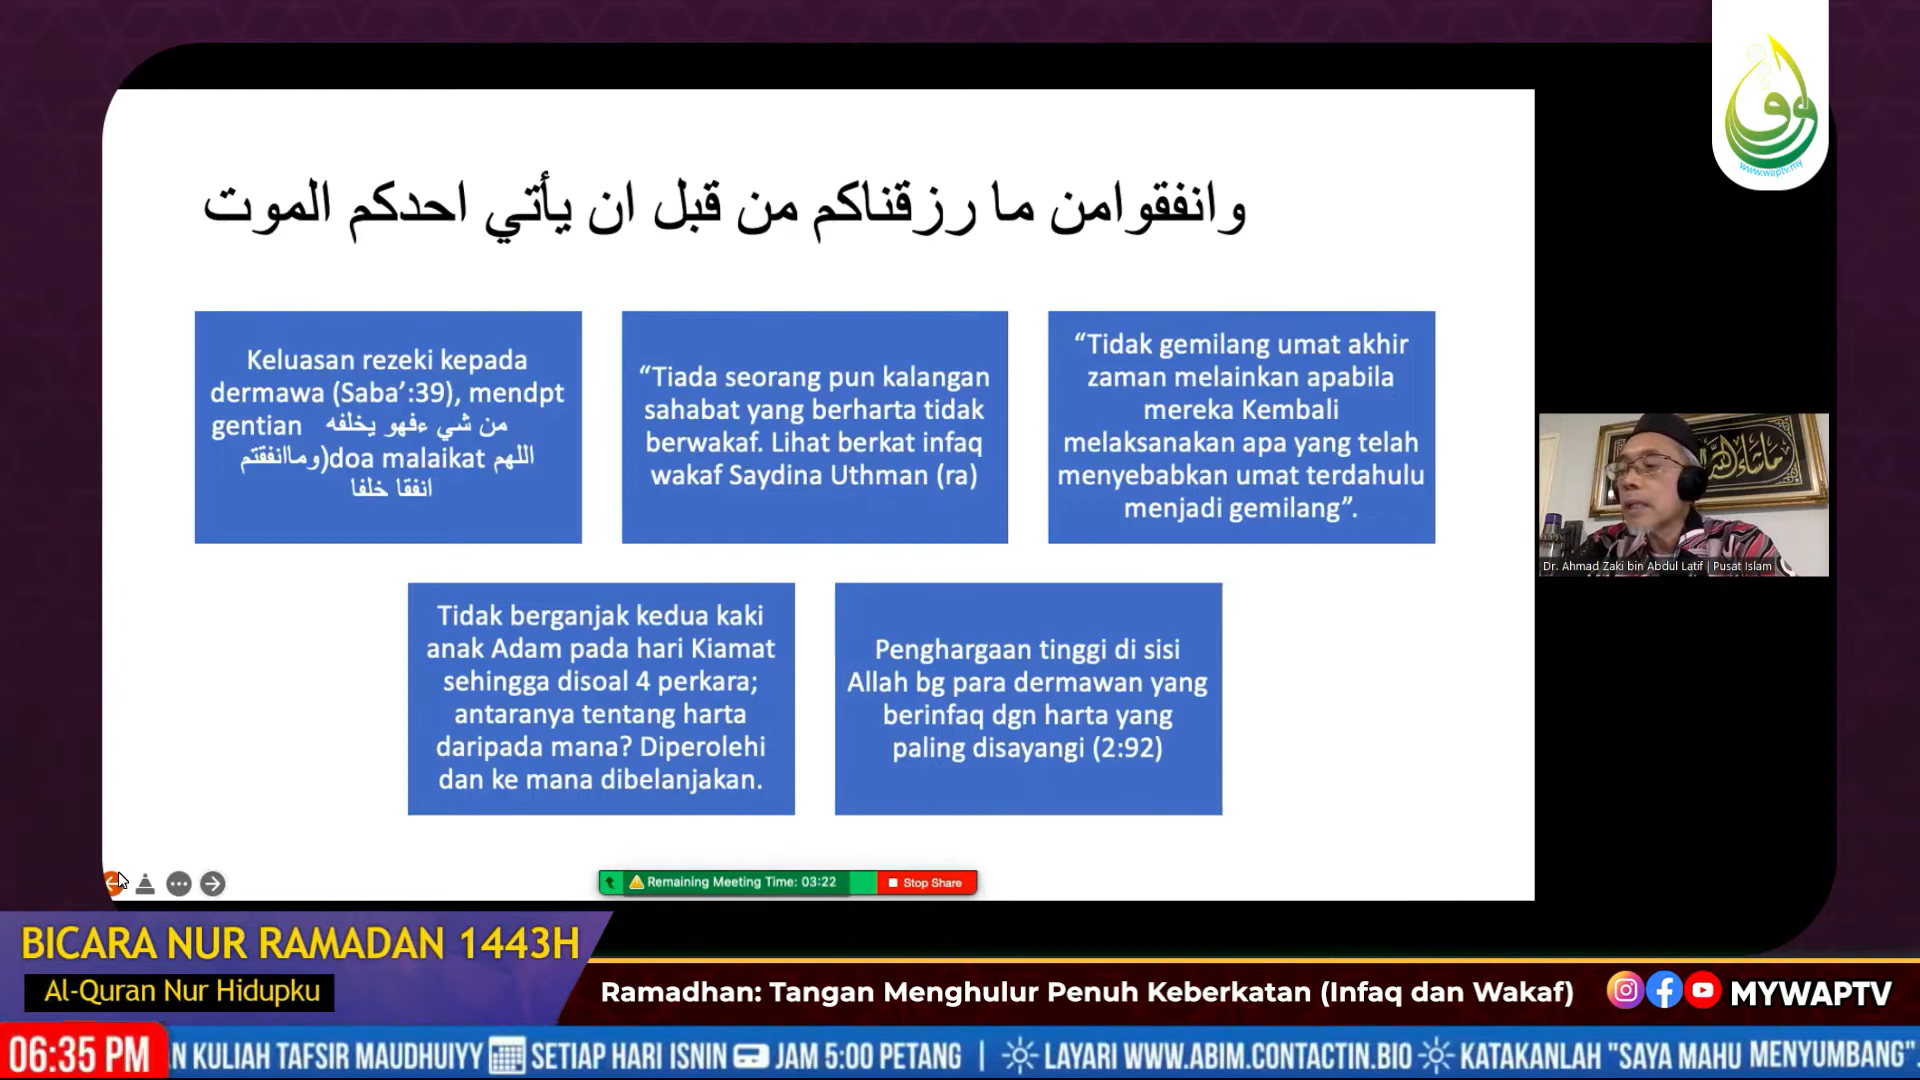 وانفقوامن ما رزقناكم من قبل ان يأتي احدكم الموت
Keluasan rezeki kepada
dermawa (Saba’:39), mendpt
gentian من شي ءفهو يخلفه
وماانفقتم)doa malaikat اللهم
انفقا خلفا
“Tiada seorang pun kalangan
sahabat yang berharta tidak
berwakaf. Lihat berkat infaq
wakaf Saydina Uthman (ra)
“Tidak gemilang umat akhir
zaman melainkan apabila
mereka Kembali
melaksanakan apa yang telah
menyebabkan umat terdahulu
menjadi gemilang”.
Tidak berganjak kedua kaki
anak Adam pada hari Kiamat
sehingga disoal 4 perkara;
antaranya tentang harta
daripada mana? Diperolehi
dan ke mana dibelanjakan.
Penghargaan tinggi di sisi
Allah bg para dermawan yang
berinfaq dgn harta yang
paling disayangi (2:92)
www.waptv.my
ماشاء الله
Dr. Ahmad Zaki bin Abdul Latif | Pusat Islam
Remaining Meeting Time: 03:22
Stop Share
BICARA NUR RAMADAN 1443H
Al-Quran Nur Hidupku
Ramadhan: Tangan Menghulur Penuh Keberkatan (Infaq dan Wakaf)
MYWAPTV
06:35 PM
N KULIAH TAFSIR MAUDHUIYY SETIAP HARI ISNIN JAM 5:00 PETANG | LAYARI WWW.ABIM.CONTACTIN.BIO KATAKANLAH "SAYA MAHU MENYUMBANG".